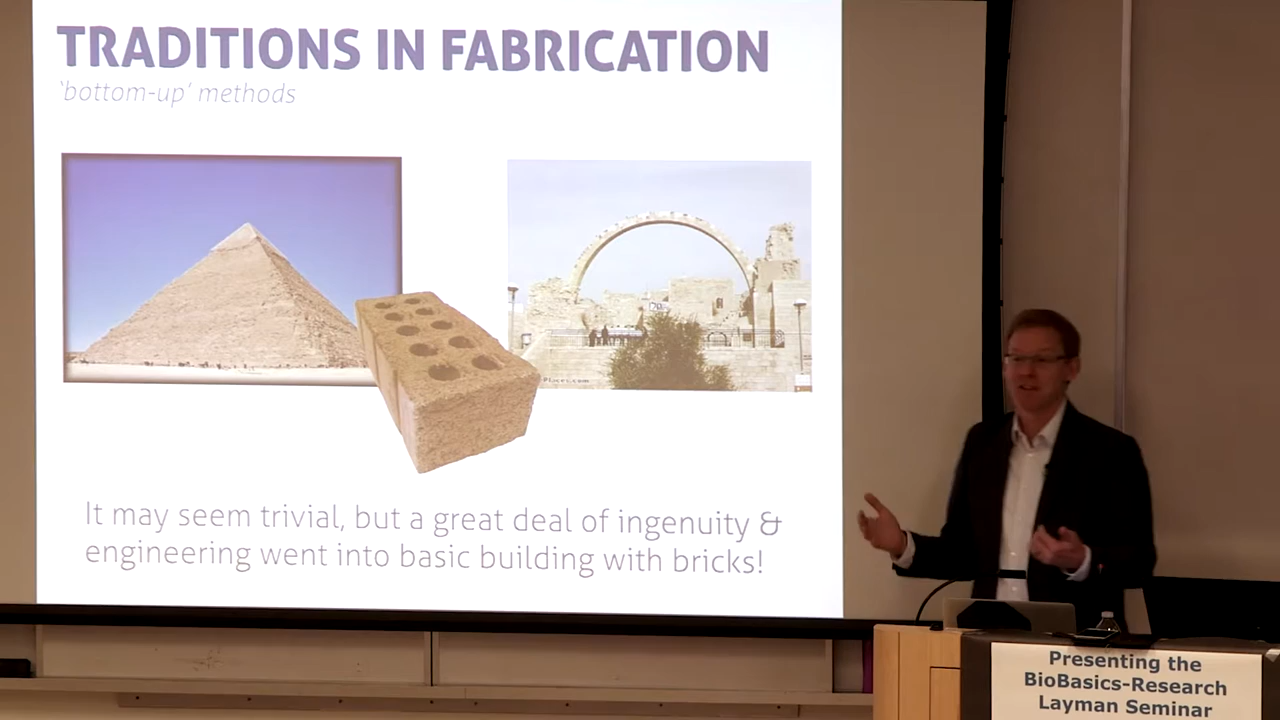 TRADITIONS IN FABRICATION
'bottom-up' methods
It may seem trivial, but a great deal of ingenuity &
engineering went into basic building with bricks!
Presenting the
BioBasics-Research
Layman Seminar